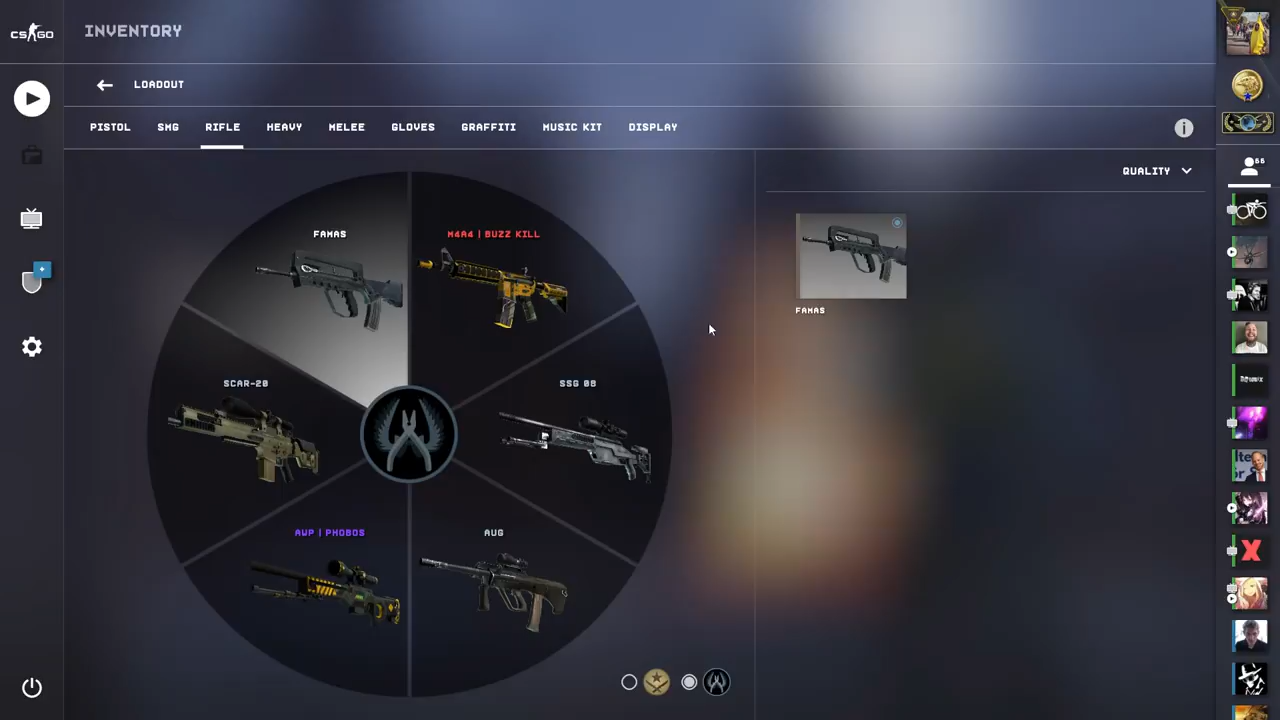 CS:GO
INVENTORY
LOADOUT
PISTOL
SMG
RIFLE
HEAVY
MELEE
GLOVES
GRAFFITI
MUSIC KIT
DISPLAY
i
66
QUALITY
FAMAS
M4A4 | BUZZ KILL
SCAR-20
SSG 08
AWP | PHOBOS
AUG
FAMAS
X